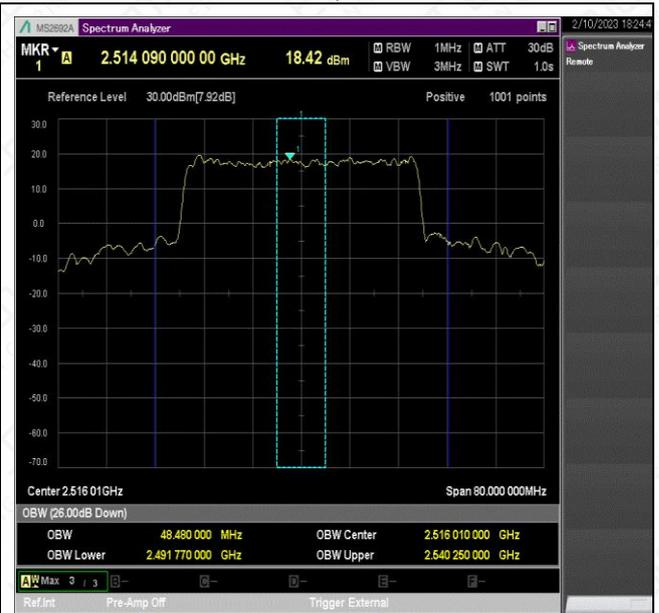 MS2692A Spectrum Analyzer
2/10/2023 18:24:4
MKR 1 A 2.514 090 000 00 GHz 18.42 dBm
M RBW 1MHz M ATT 30dB
M VBW 3MHz M SWT 1.0s
Spectrum Analyzer
Remote
Reference Level 30.00dBm[7.92dB] Positive 1001 points
30.0
1
20.0
1
10.0
0.0
-10.0
-20.0
-30.0
-40.0
-50.0
-60.0
-70.0
Center 2.516 01GHz Span 80.000 000MHz
OBW (26.00dB Down)
OBW 48.480 000 MHz OBW Center 2.516 010 000 GHz
OBW Lower 2.491 770 000 GHz OBW Upper 2.540 250 000 GHz
A W Max 3 / 3 B- C- D- E- F-
Ref.Int Pre-Amp Off Trigger External